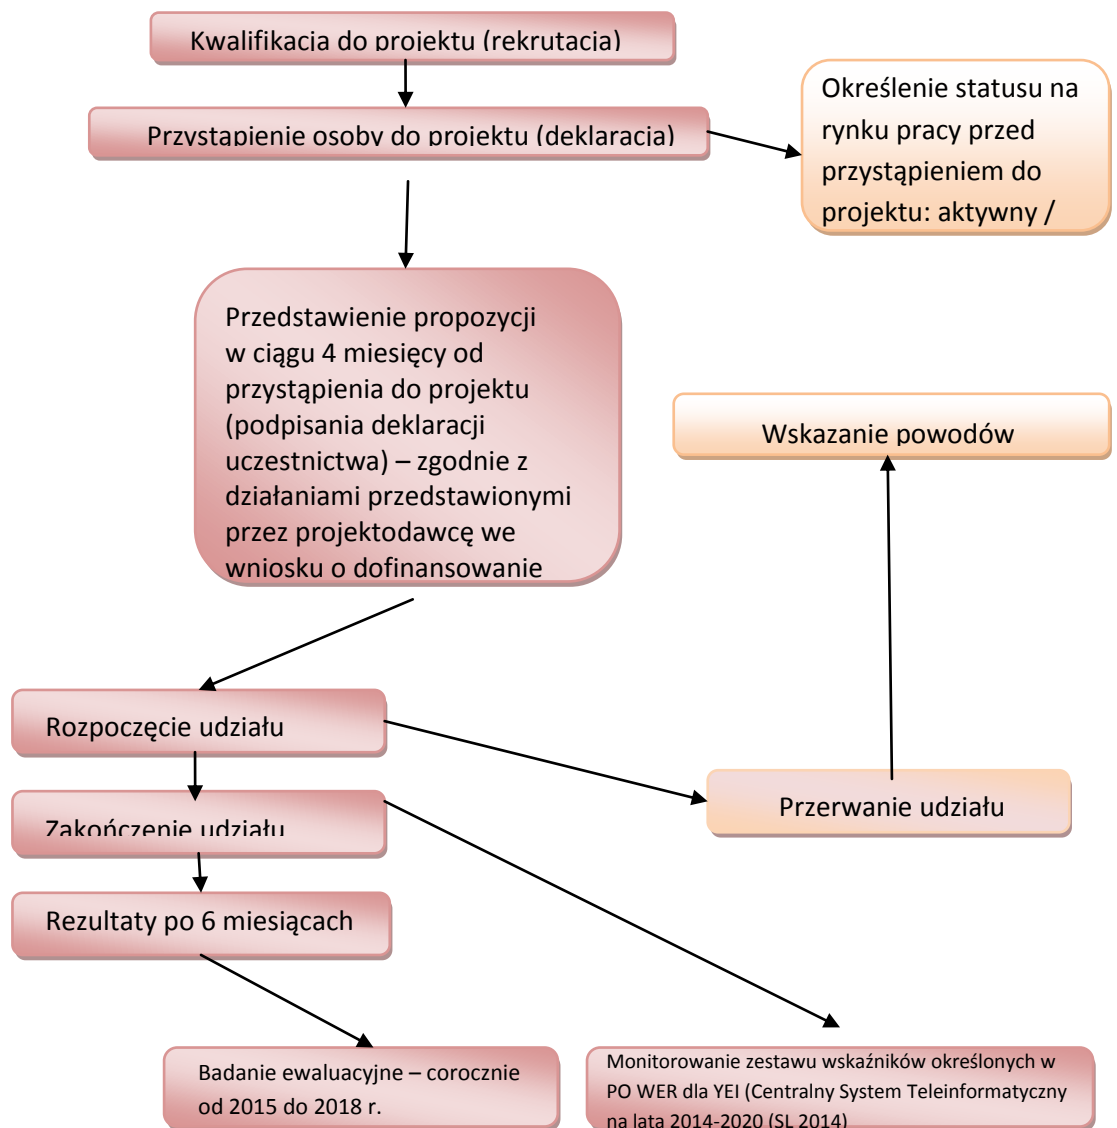 Kwalifikacja do projektu (rekrutacja)
Przystąpienie osoby do projektu (deklaracja)
Określenie statusu na
rynku pracy przed
przystąpieniem do
projektu: aktywny /
Przedstawienie propozycji
w ciągu 4 miesięcy od
przystąpienia do projektu
(podpisania deklaracji
uczestnictwa) – zgodnie z
działaniami przedstawionymi
przez projektodawcę we
wniosku o dofinansowanie
Wskazanie powodów
Rozpoczęcie udziału
Przerwanie udziału
Zakończenie udziału
Rezultaty po 6 miesiącach
Badanie ewaluacyjne – corocznie
od 2015 do 2018 r.
Monitorowanie zestawu wskaźników określonych w
PO WER dla YEI (Centralny System Teleinformatyczny
na lata 2014-2020 (SL 2014)